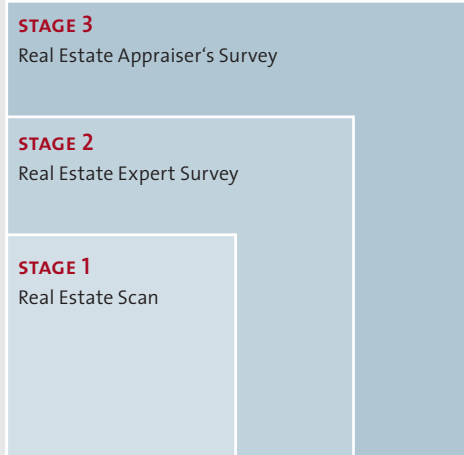 STAGE 3
Real Estate Appraiser‘s Survey
STAGE 2
Real Estate Expert Survey
STAGE 1
Real Estate Scan